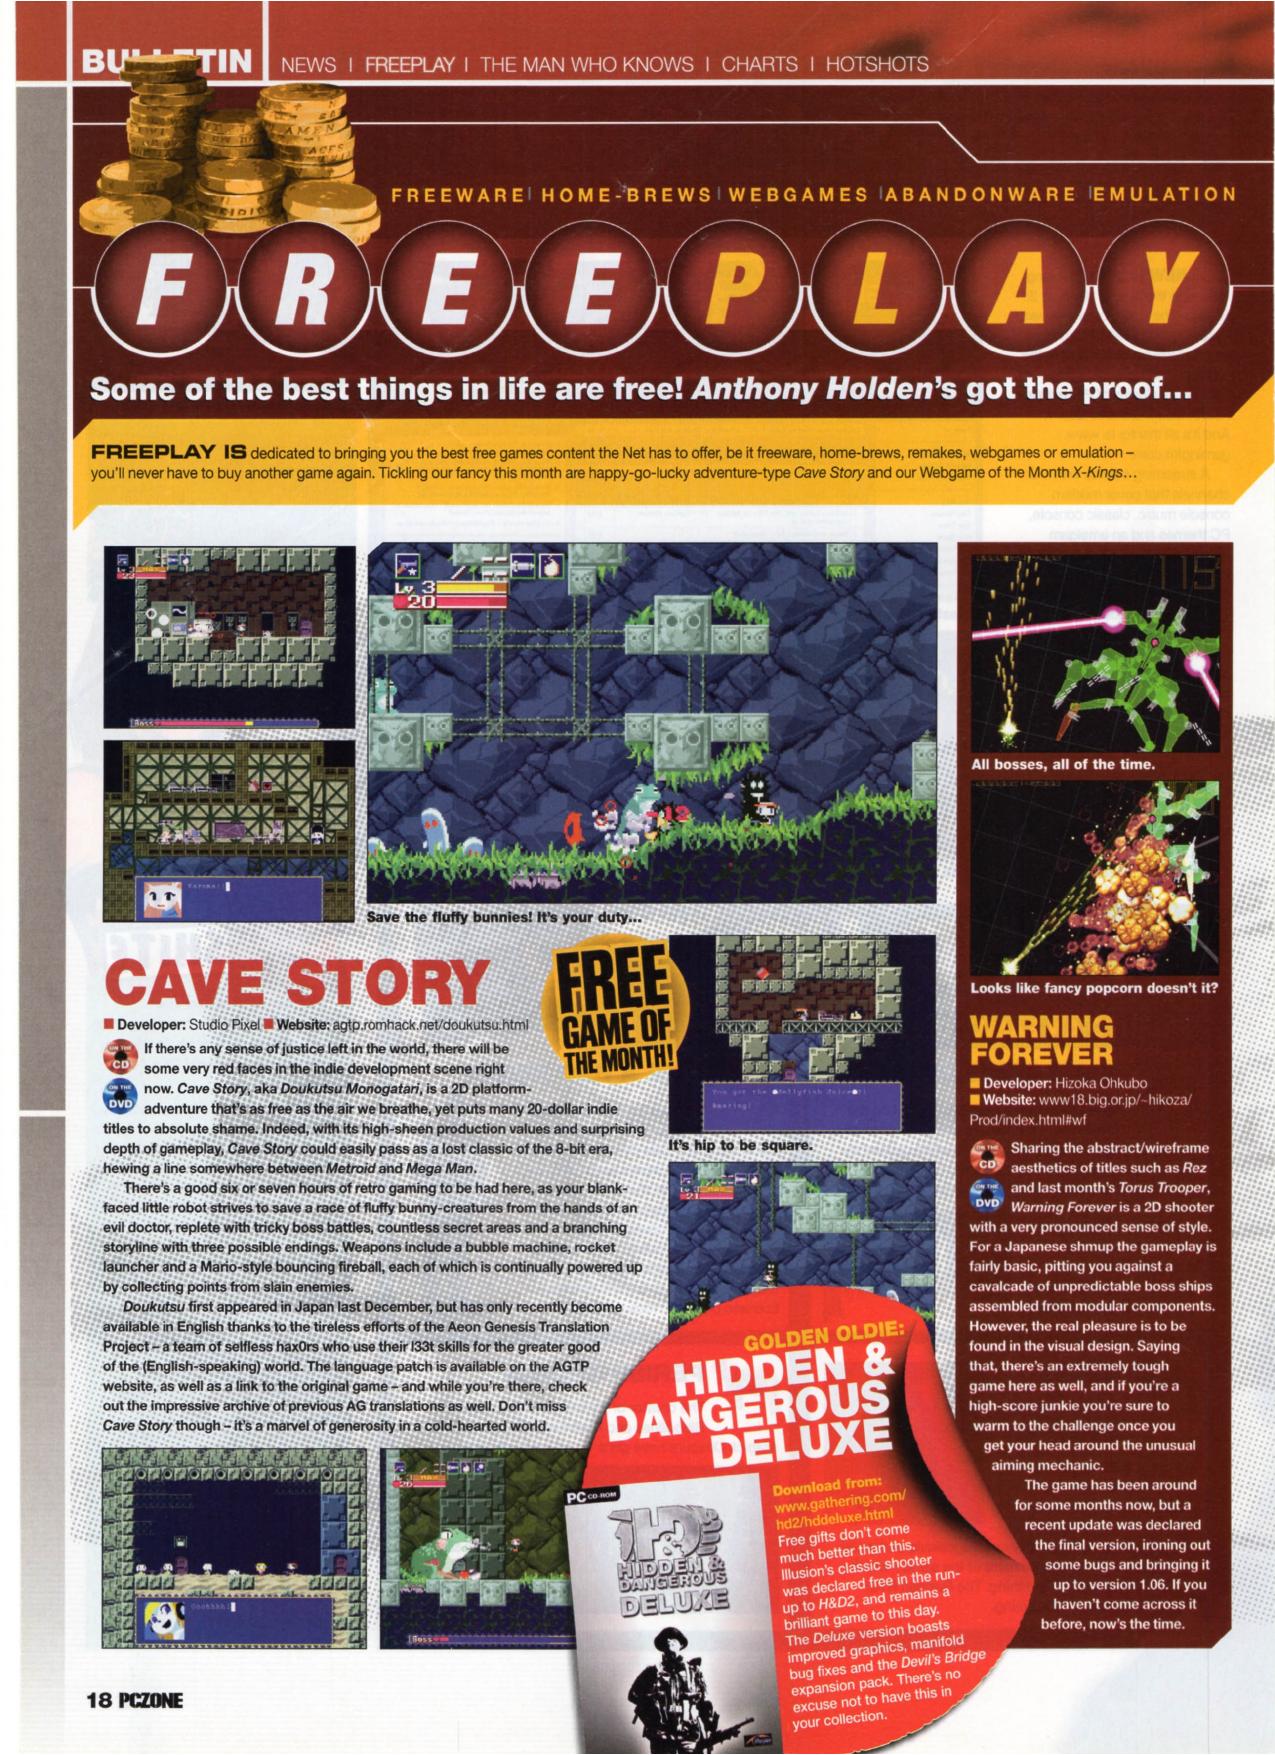 BULLETIN
NEWS | FREEPLAY | THE MAN WHO KNOWS | CHARTS | HOTSHOTS
FREEWARE | HOME-BREWS | WEBGAMES | ABANDONWARE | EMULATION
FREEPLAY
Some of the best things in life are free! Anthony Holden's got the proof...
FREEPLAY IS dedicated to bringing you the best free games content the Net has to offer, be it freeware, home-brews, remakes, webgames or emulation –
you'll never have to buy another game again. Tickling our fancy this month are happy-go-lucky adventure-type Cave Story and our Webgame of the Month X-Kings...
Lv 3
20
Save the fluffy bunnies! It's your duty...
CAVE STORY
Developer: Studio Pixel Website: agtp.romhack.net/doukutsu.html
ON THE CD
ON THE DVD
If there's any sense of justice left in the world, there will be
some very red faces in the indie development scene right
now. Cave Story, aka Doukutsu Monogatari, is a 2D platform-
adventure that's as free as the air we breathe, yet puts many 20-dollar indie
titles to absolute shame. Indeed, with its high-sheen production values and surprising
depth of gameplay, Cave Story could easily pass as a lost classic of the 8-bit era,
hewing a line somewhere between Metroid and Mega Man.
There's a good six or seven hours of retro gaming to be had here, as your blank-
faced little robot strives to save a race of fluffy bunny-creatures from the hands of an
evil doctor, replete with tricky boss battles, countless secret areas and a branching
storyline with three possible endings. Weapons include a bubble machine, rocket
launcher and a Mario-style bouncing fireball, each of which is continually powered up
by collecting points from slain enemies.
Doukutsu first appeared in Japan last December, but has only recently become
available in English thanks to the tireless efforts of the Aeon Genesis Translation
Project – a team of selfless hax0rs who use their l33t skills for the greater good
of the (English-speaking) world. The language patch is available on the AGTP
website, as well as a link to the original game – and while you're there, check
out the impressive archive of previous AG translations as well. Don't miss
Cave Story though – it's a marvel of generosity in a cold-hearted world.
Ooohhhh!
Boss
FREE
GAME OF
THE MONTH!
You got the Jellyfish Juice!
It's hip to be square.
GOLDEN OLDIE:
HIDDEN &
DANGEROUS
DELUXE
PC CD-ROM
HIDDEN &
DANGEROUS
DELUXE
Download from:
www.gathering.com/
hd2/hddeluxe.html
Free gifts don't come
much better than this.
Illusion's classic shooter
was declared free in the run-
up to H&D2, and remains a
brilliant game to this day.
The Deluxe version boasts
improved graphics, manifold
bug fixes and the Devil's Bridge
expansion pack. There's no
excuse not to have this in
your collection.
All bosses, all of the time.
Looks like fancy popcorn doesn't it?
WARNING
FOREVER
Developer: Hizoka Ohkubo
Website: www18.big.or.jp/~hikoza/
Prod/index.html#wf
ON THE CD
ON THE DVD
Sharing the abstract/wireframe
aesthetics of titles such as Rez
and last month's Torus Trooper,
Warning Forever is a 2D shooter
with a very pronounced sense of style.
For a Japanese shmup the gameplay is
fairly basic, pitting you against a
cavalcade of unpredictable boss ships
assembled from modular components.
However, the real pleasure is to be
found in the visual design. Saying
that, there's an extremely tough
game here as well, and if you're a
high-score junkie you're sure to
warm to the challenge once you
get your head around the unusual
aiming mechanic.
The game has been around
for some months now, but a
recent update was declared
the final version, ironing out
some bugs and bringing it
up to version 1.06. If you
haven't come across it
before, now's the time.
18 PCZONE